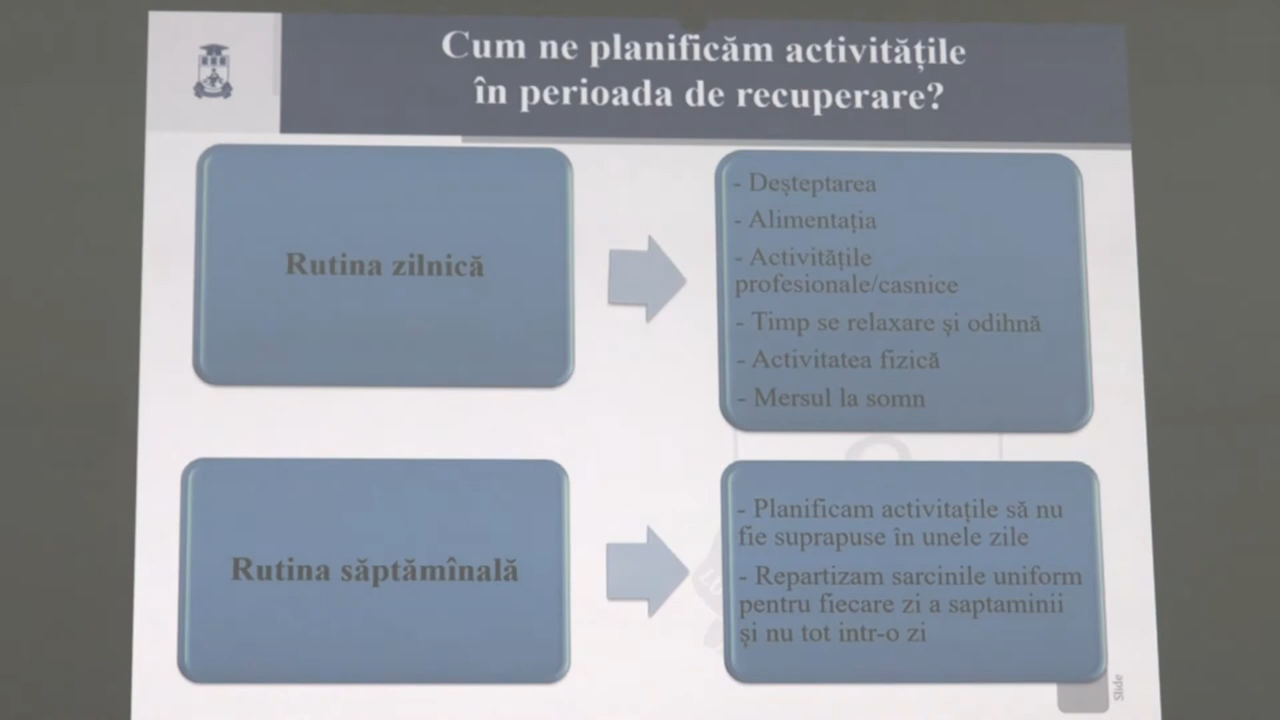 Cum ne planificăm activitățile
în perioada de recuperare?
Rutina zilnică
- Deșteptarea
- Alimentația
- Activitățile
profesionale/casnice
- Timp se relaxare și odihnă
- Activitatea fizică
- Mersul la somn
Rutina săptămînală
- Planificam activitațile să nu
fie suprapuse în unele zile
- Repartizam sarcinile uniform
pentru fiecare zi a saptaminii
și nu tot intr-o zi
Slide